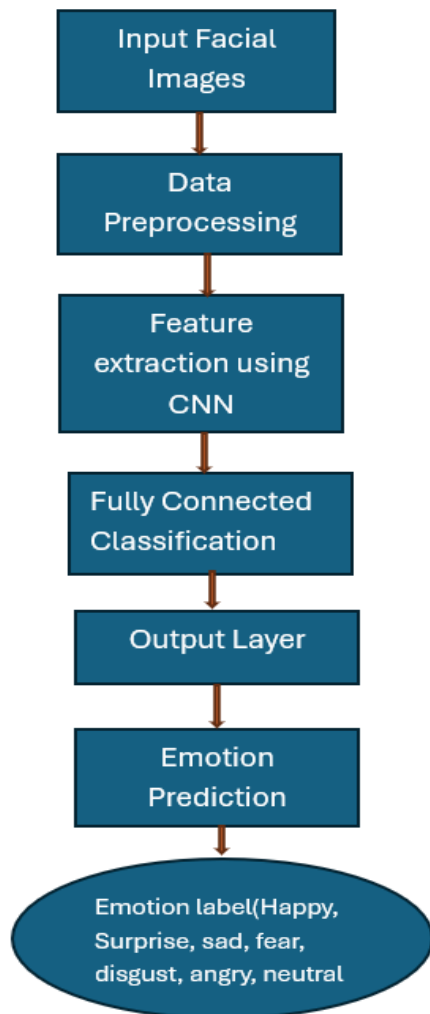 Input Facial
Images
Data
Preprocessing
Feature
extraction using
CNN
Fully Connected
Classification
Output Layer
Emotion
Prediction
Emotion label(Happy,
Surprise, sad, fear,
disgust, angry, neutral